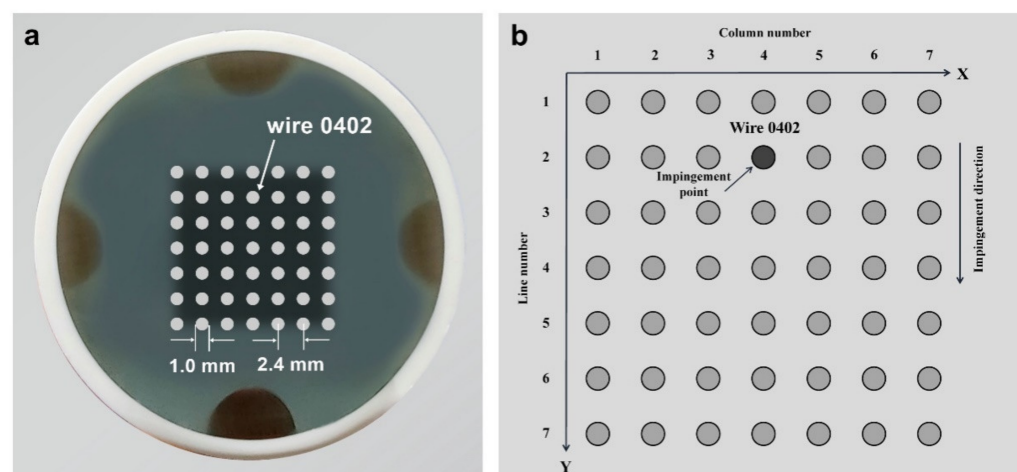 a
wire 0402
1.0 mm
2.4 mm
b
Column number
1 2 3 4 5 6 7
X
1
Wire 0402
2
Impingement
point
3
4
5
6
7
Y
Line number
Impingement direction